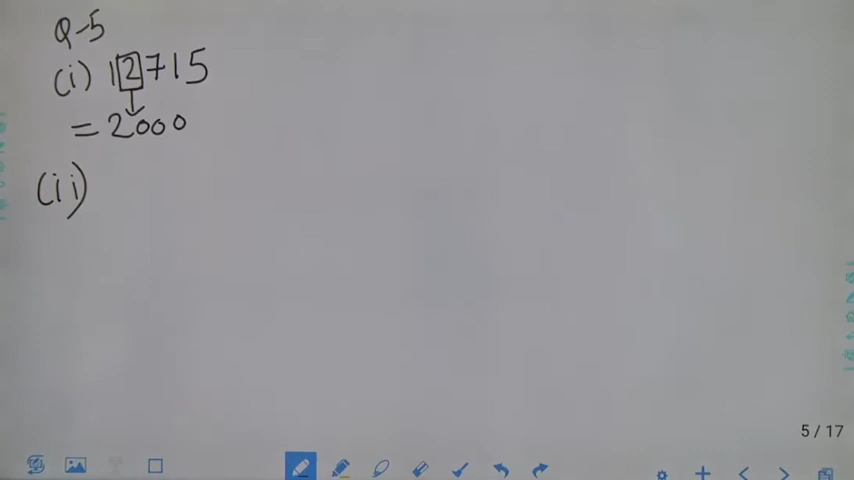 Q-5
(i) 12715
= 2000
(ii)
5 / 17